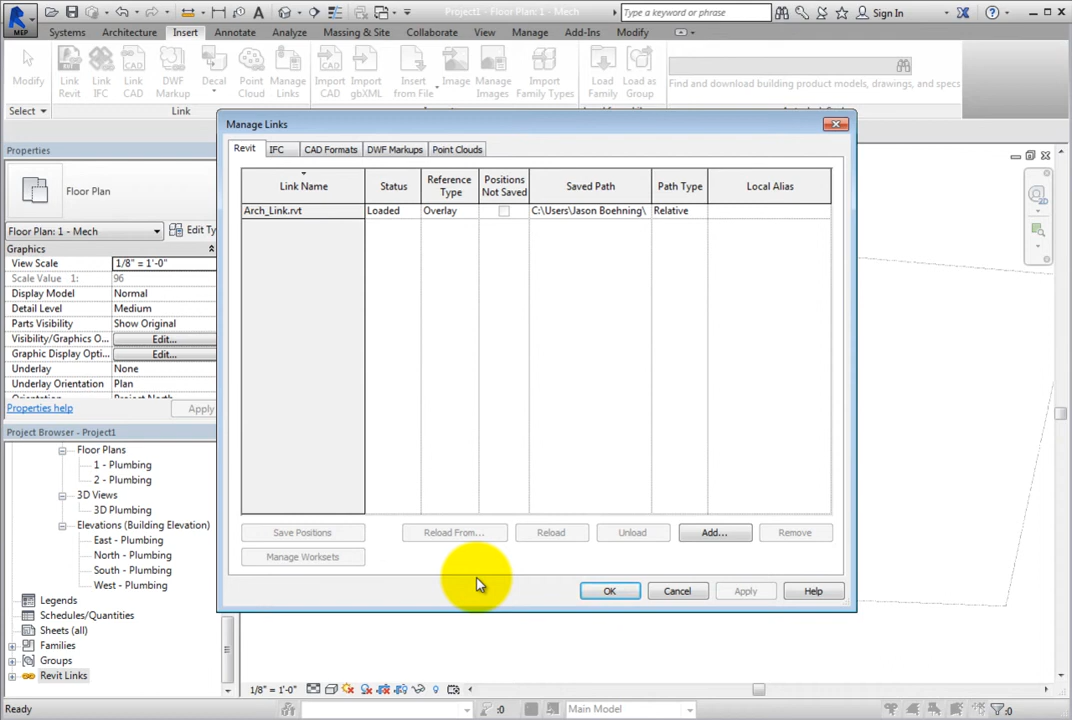 Project1 - Floor Plan: 1 - Mech
Type a keyword or phrase
Sign In
MEP
Systems
Architecture
Insert
Annotate
Analyze
Massing & Site
Collaborate
View
Manage
Add-Ins
Modify
Modify
Link
Revit
Link
IFC
Link
CAD
DWF
Markup
Decal
Point
Cloud
Manage
Links
Import
CAD
Import
gbXML
Insert
from File
Image
Manage
Images
Import
Family Types
Load
Family
Load as
Group
Find and download building product models, drawings, and specs
Select
Link
Properties
Floor Plan
Floor Plan: 1 - Mech
Edit Ty
Graphics
View Scale
1/8" = 1'-0"
Scale Value 1:
96
Display Model
Normal
Detail Level
Medium
Parts Visibility
Show Original
Visibility/Graphics O...
Edit...
Graphic Display Opti...
Edit...
Underlay
None
Underlay Orientation
Plan
Properties help
Apply
Project Browser - Project1
Floor Plans
1 - Plumbing
2 - Plumbing
3D Views
3D Plumbing
Elevations (Building Elevation)
East - Plumbing
North - Plumbing
South - Plumbing
West - Plumbing
Legends
Schedules/Quantities
Sheets (all)
Families
Groups
Revit Links
Manage Links
Revit
IFC
CAD Formats
DWF Markups
Point Clouds
Link Name
Status
Reference
Type
Positions
Not Saved
Saved Path
Path Type
Local Alias
Arch_Link.rvt
Loaded
Overlay
C:\Users\Jason Boehning\
Relative
Save Positions
Reload From...
Reload
Unload
Add...
Remove
Manage Worksets
OK
Cancel
Apply
Help
1/8" = 1'-0"
Ready
:0
Main Model
:0